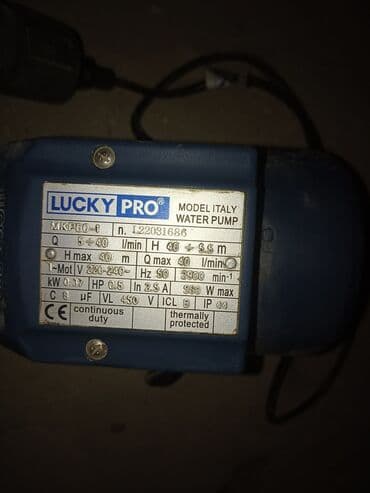 LUCKY PRO® MODEL ITALY WATER PUMP
MKP60-1 n. L22031686
Q 5÷40 l/min H 40 ÷ m
H max 40 m Q max 40 l/min
~Mot V 220-240~ Hz 50 min⁻¹
kW 0.37 HP 0.5 In 2.5 A W max
C 8 µF VL 450 V ICL B IP 44
CE continuous duty thermally protected